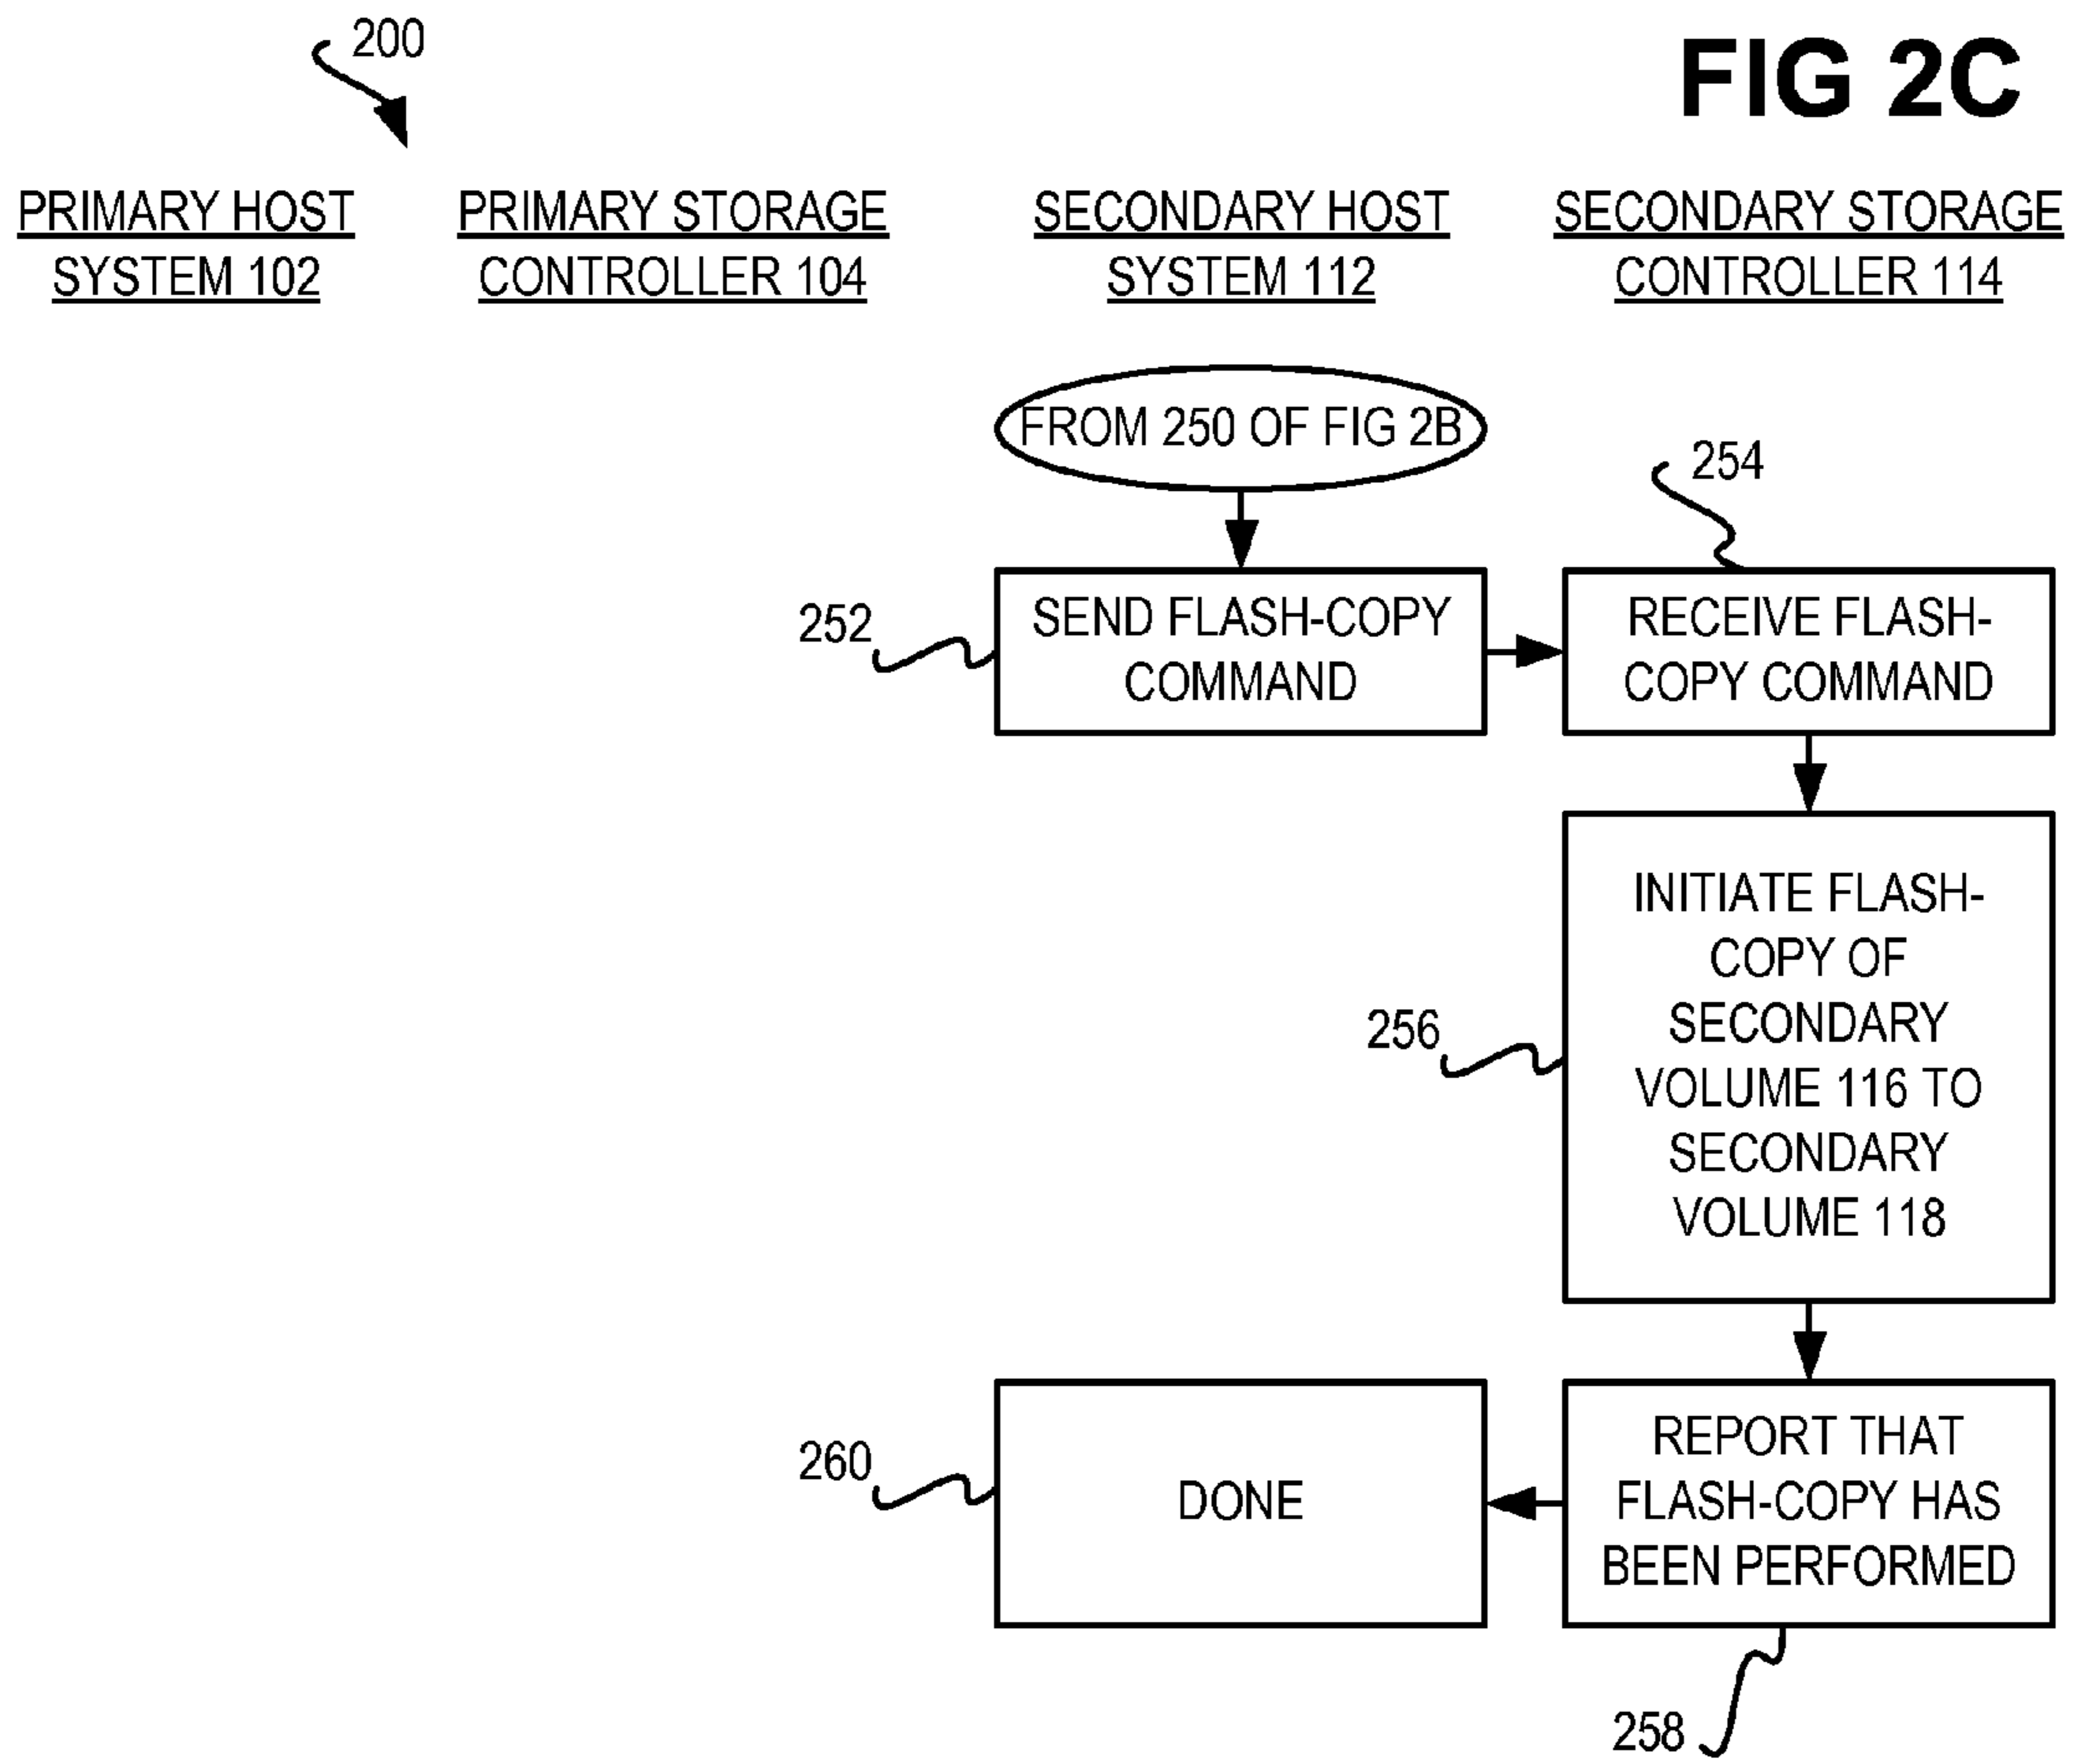 200
FIG 2C
PRIMARY HOST
SYSTEM 102
PRIMARY STORAGE
CONTROLLER 104
SECONDARY HOST
SYSTEM 112
SECONDARY STORAGE
CONTROLLER 114
FROM 250 OF FIG 2B
254
252
SEND FLASH-COPY
COMMAND
RECEIVE FLASH-
COPY COMMAND
256
INITIATE FLASH-
COPY OF
SECONDARY
VOLUME 116 TO
SECONDARY
VOLUME 118
260
DONE
REPORT THAT
FLASH-COPY HAS
BEEN PERFORMED
258